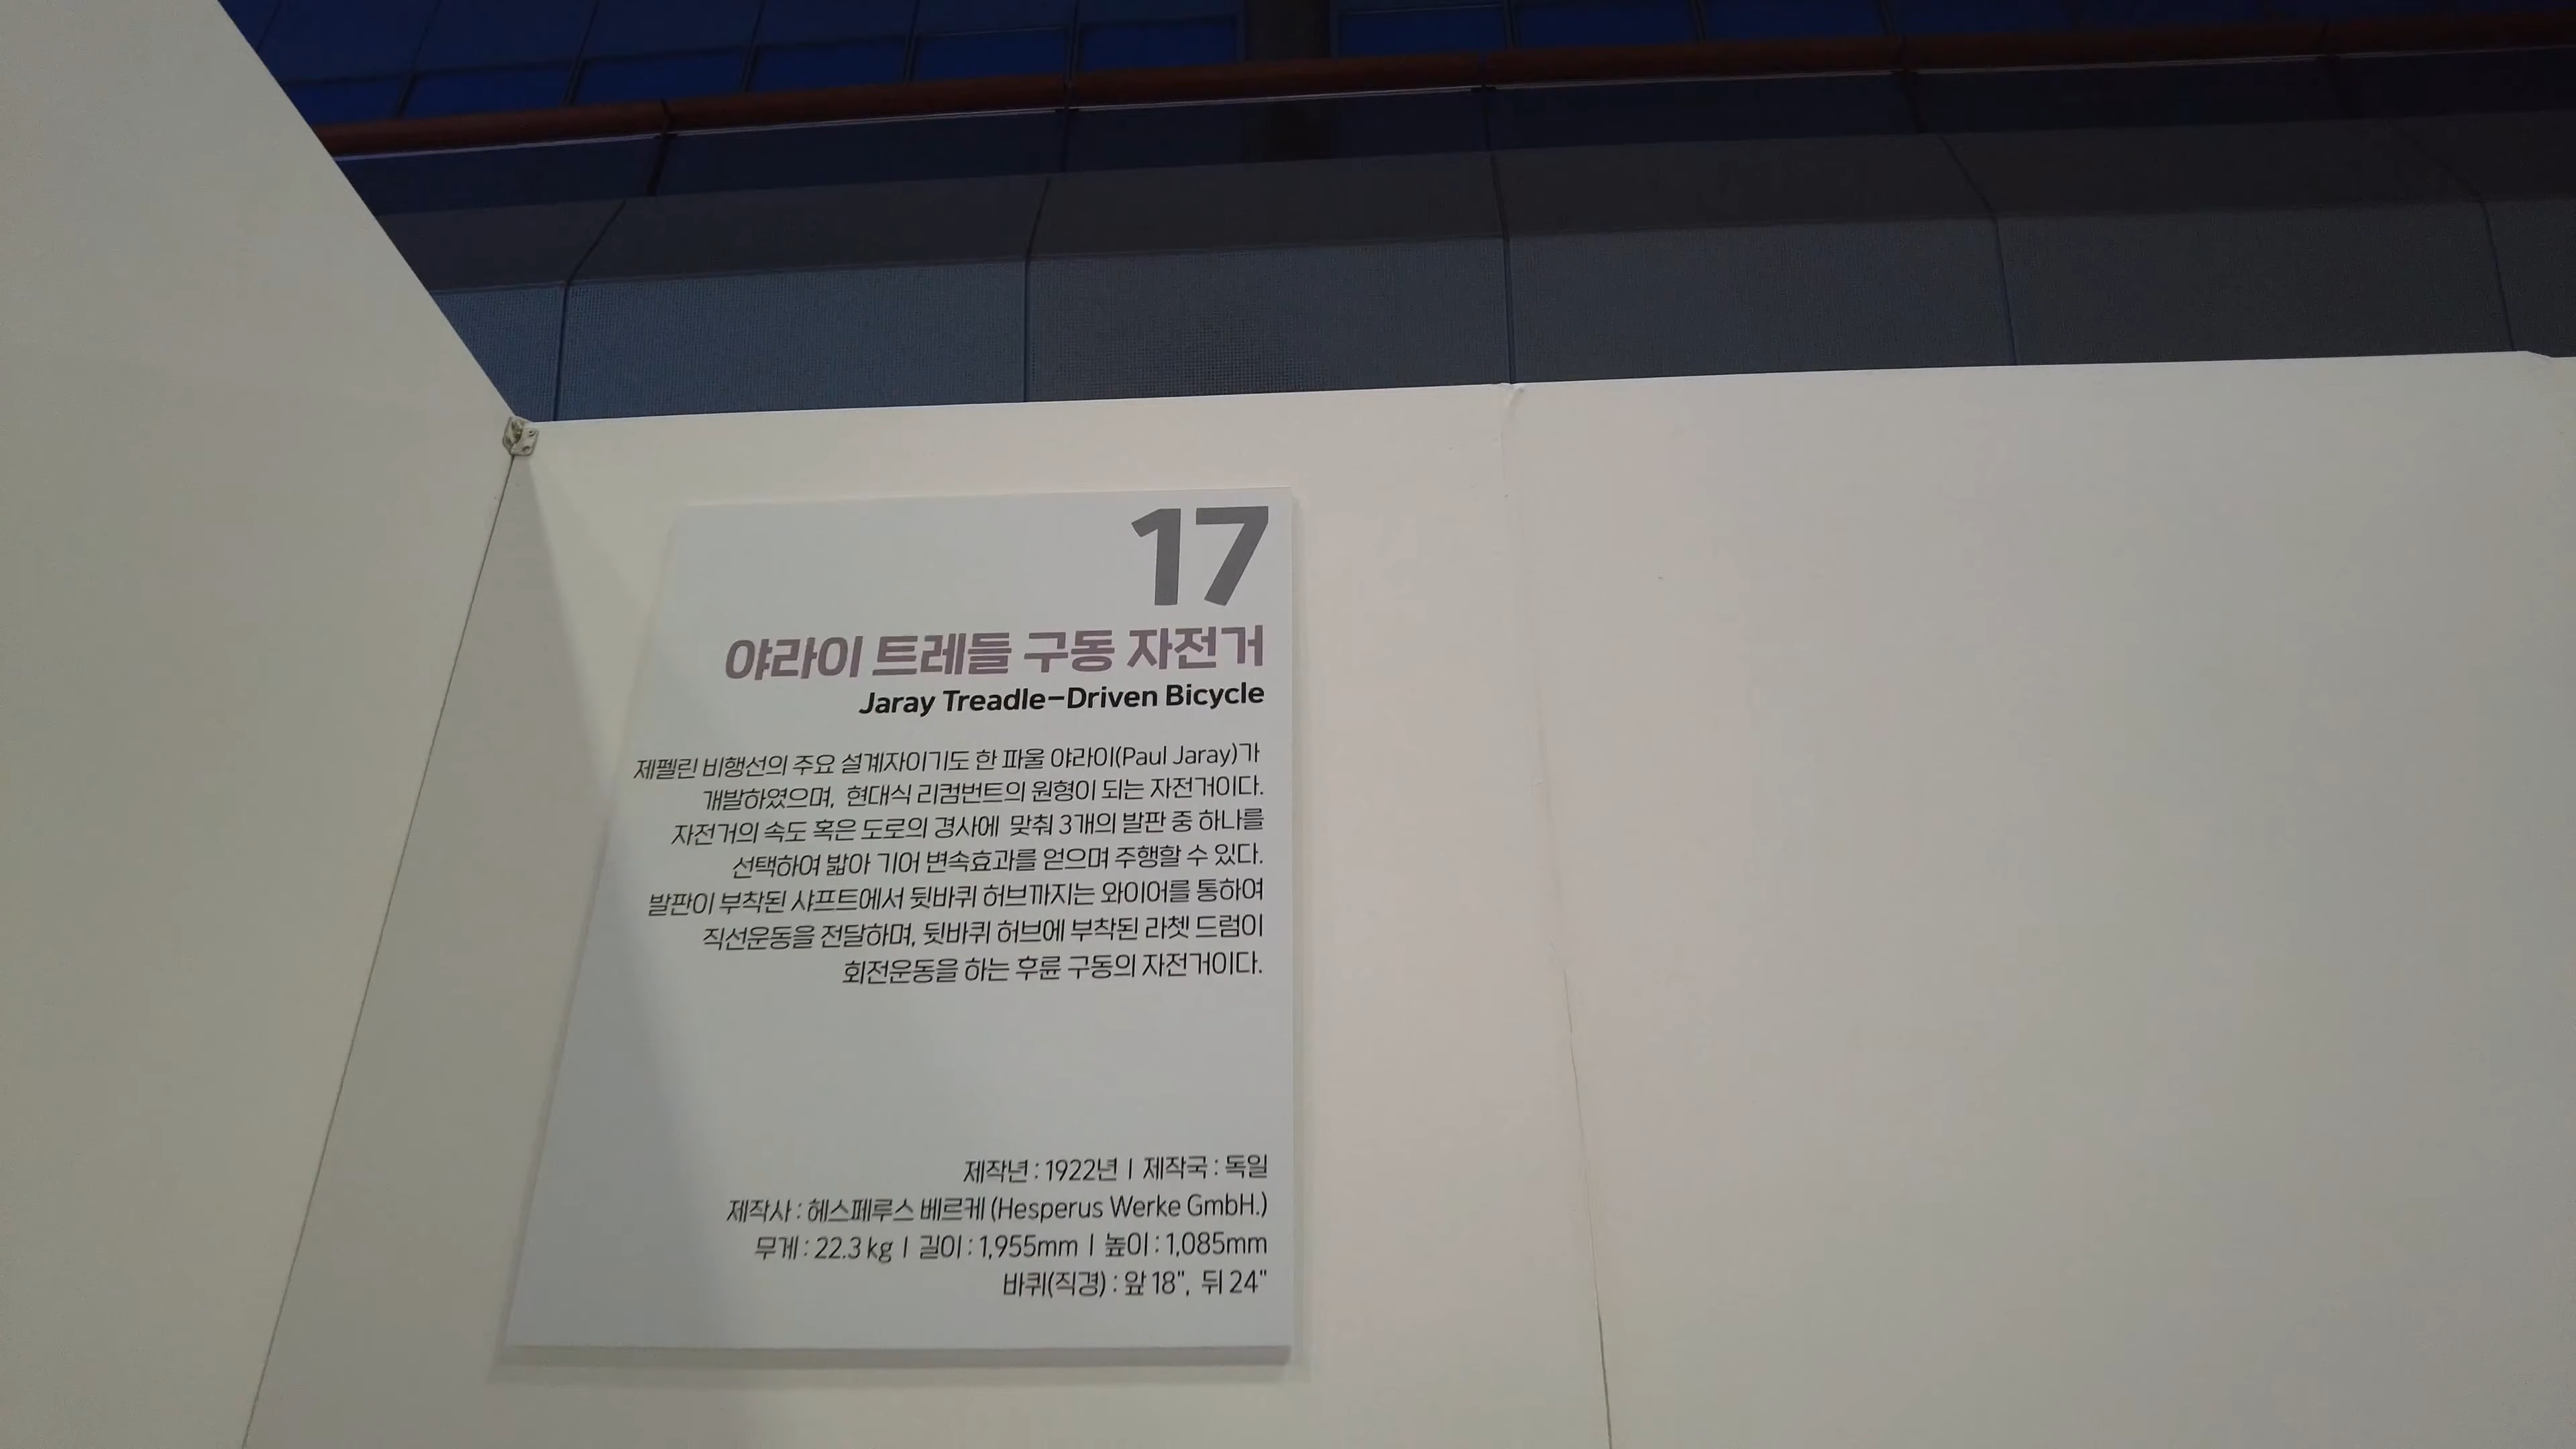 17
야라이 트레들 구동 자전거
Jaray Treadle-Driven Bicycle
제펠린 비행선의 주요 설계자이기도 한 파울 야라이(Paul Jaray)가
개발하였으며, 현대식 리컴번트의 원형이 되는 자전거이다.
자전거의 속도 혹은 도로의 경사에 맞춰 3개의 발판 중 하나를
선택하여 밟아 기어 변속효과를 얻으며 주행할 수 있다.
발판이 부착된 샤프트에서 뒷바퀴 허브까지는 와이어를 통하여
직선운동을 전달하며, 뒷바퀴 허브에 부착된 라쳇 드럼이
회전운동을 하는 후륜 구동의 자전거이다.
제작년 : 1922년 | 제작국 : 독일
제작사 : 헤스페루스 베르케 (Hesperus Werke GmbH.)
무게 : 22.3 kg | 길이 : 1,955mm | 높이 : 1,085mm
바퀴(직경) : 앞 18", 뒤 24"